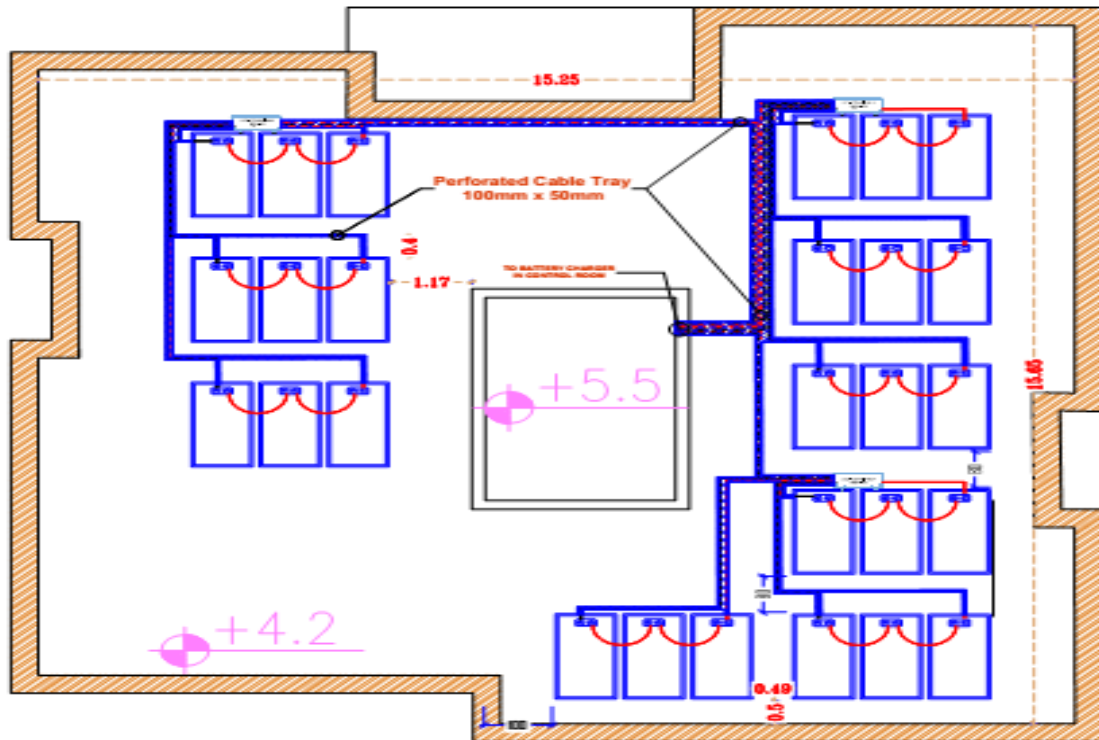 15.25
Perforated Cable Tray
100mm x 50mm
0.4
1.17
TO BATTERY CHARGER
IN CONTROL ROOM
+5.5
15.65
+4.2
0.49
0.5